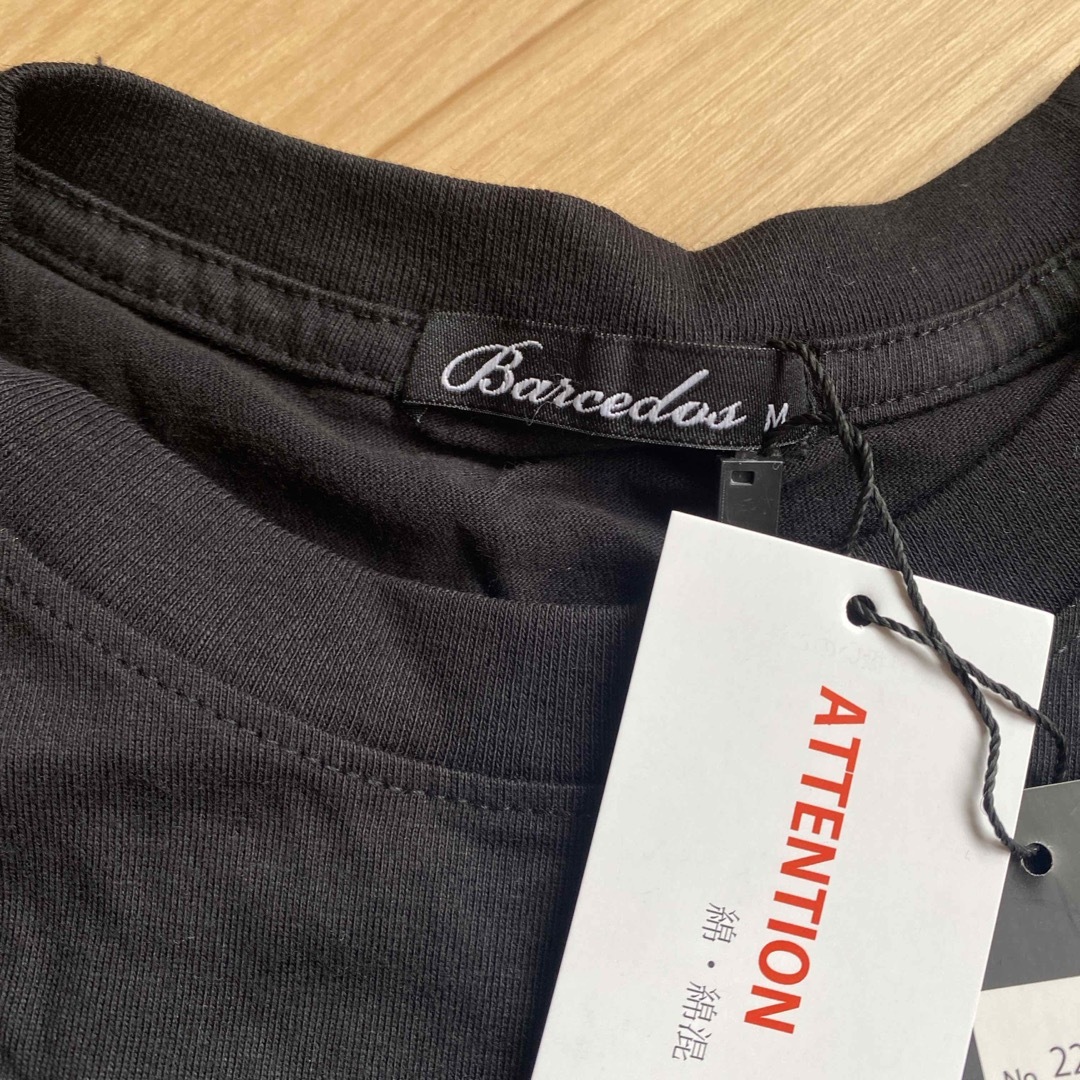 Barcedos
M
ATTENTION
綿・綿混
No. 22